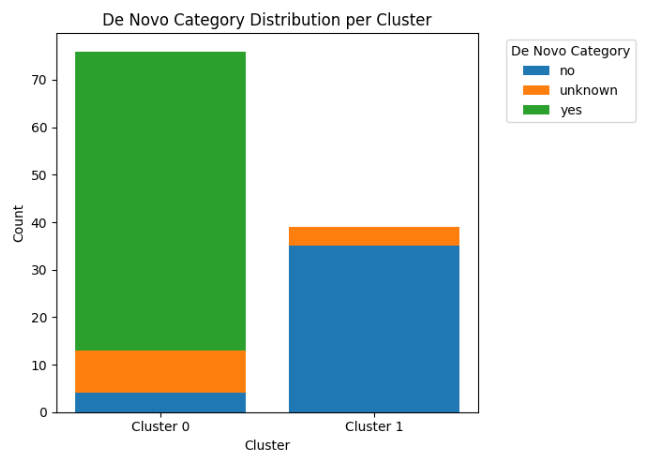 De Novo Category Distribution per Cluster
De Novo Category
no
unknown
yes
Count
70
60
50
40
30
20
10
0
Cluster 0
Cluster 1
Cluster